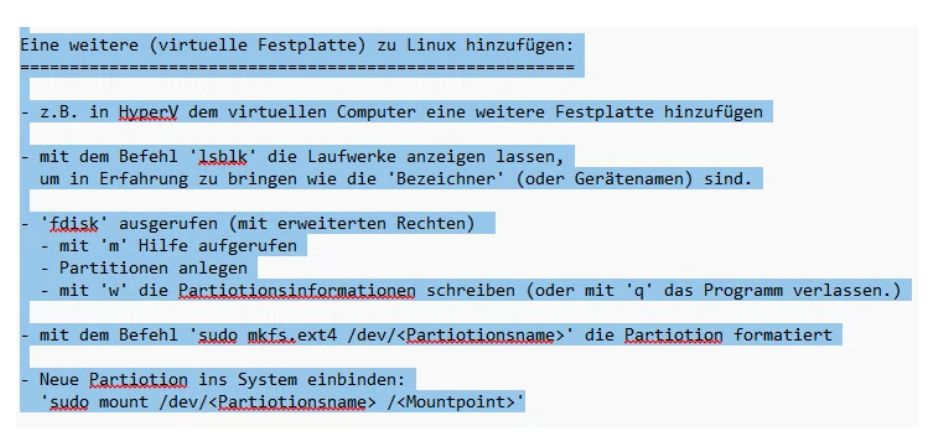 Eine weitere (virtuelle Festplatte) zu Linux hinzufügen:
========================================================
- z.B. in HyperV dem virtuellen Computer eine weitere Festplatte hinzufügen
- mit dem Befehl 'lsblk' die Laufwerke anzeigen lassen,
um in Erfahrung zu bringen wie die 'Bezeichner' (oder Gerätenamen) sind.
- 'fdisk' ausgerufen (mit erweiterten Rechten)
- mit 'm' Hilfe aufgerufen
- Partitionen anlegen
- mit 'w' die Partiotionsinformationen schreiben (oder mit 'q' das Programm verlassen.)
- mit dem Befehl 'sudo mkfs.ext4 /dev/<Partiotionsname>' die Partiotion formatiert
- Neue Partiotion ins System einbinden:
'sudo mount /dev/<Partiotionsname> /<Mountpoint>'